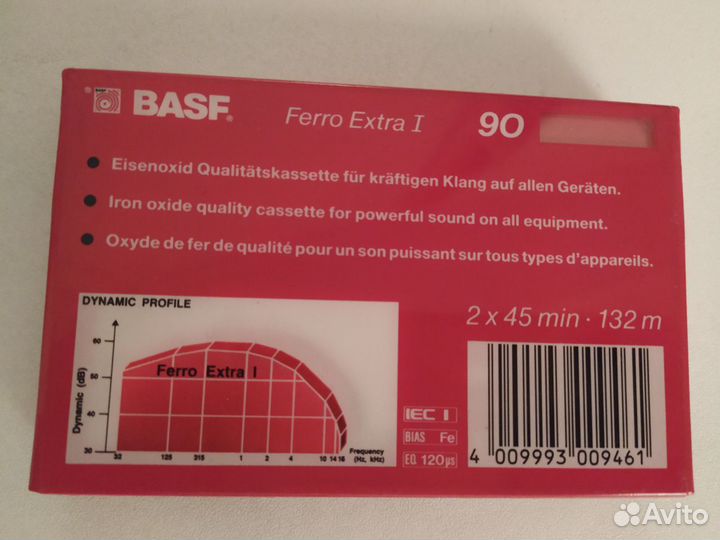 BASF
BASF® Ferro Extra I 90
• Eisenoxid Qualitätskassette für kräftigen Klang auf allen Geräten.
• Iron oxide quality cassette for powerful sound on all equipment.
• Oxyde de fer de qualité pour un son puissant sur tous types d'appareils.
DYNAMIC PROFILE
2 x 45 min · 132 m
Dynamic (dB)
60
50
40
30
Ferro Extra I
32 125 315 1 2 4 10 14 16
Frequency
(Hz, kHz)
IEC I
BIAS Fe
EQ 120 µs
4 009993 009461
Avito